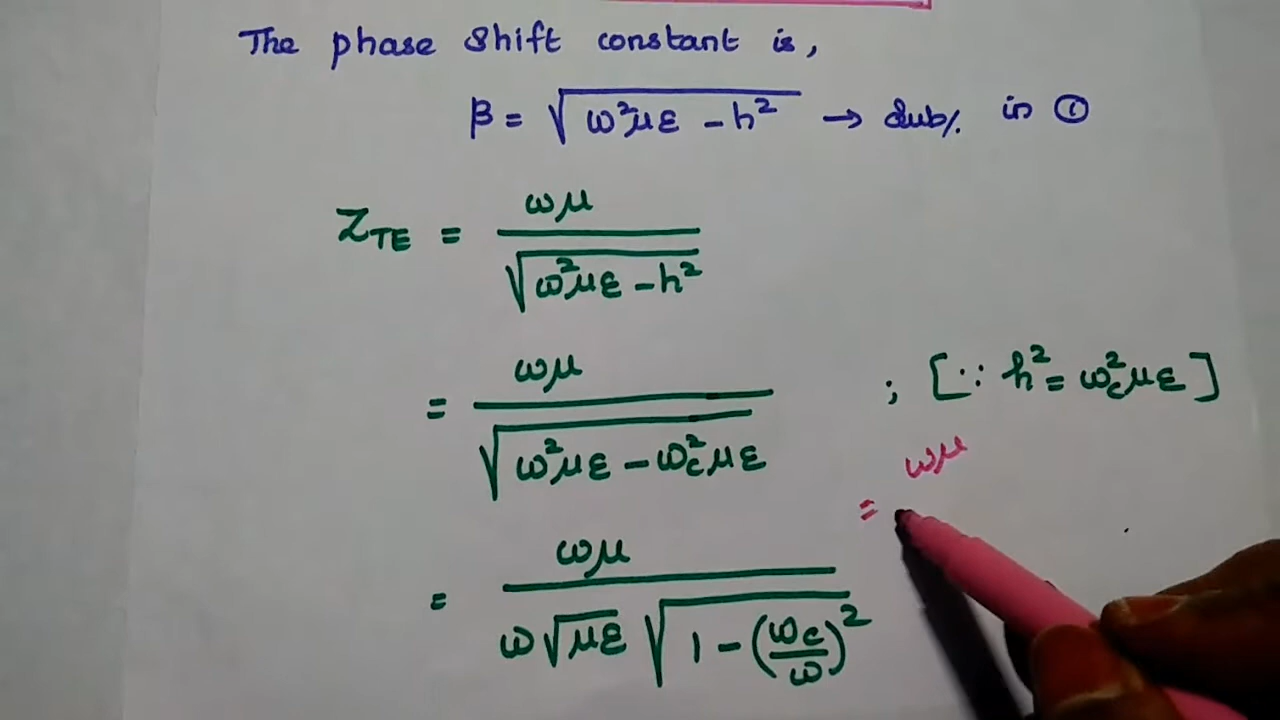 The phase shift constant is,
β = √(ω²με - h²) → sub/. in ①
Z_TE = ωμ / √(ω²με - h²)
= ωμ / √(ω²με - ω_c²με) ; [∵ h² = ω_c²με]
= ωμ
= ωμ / (ω√(με) √(1 - (ω_c/ω)²))